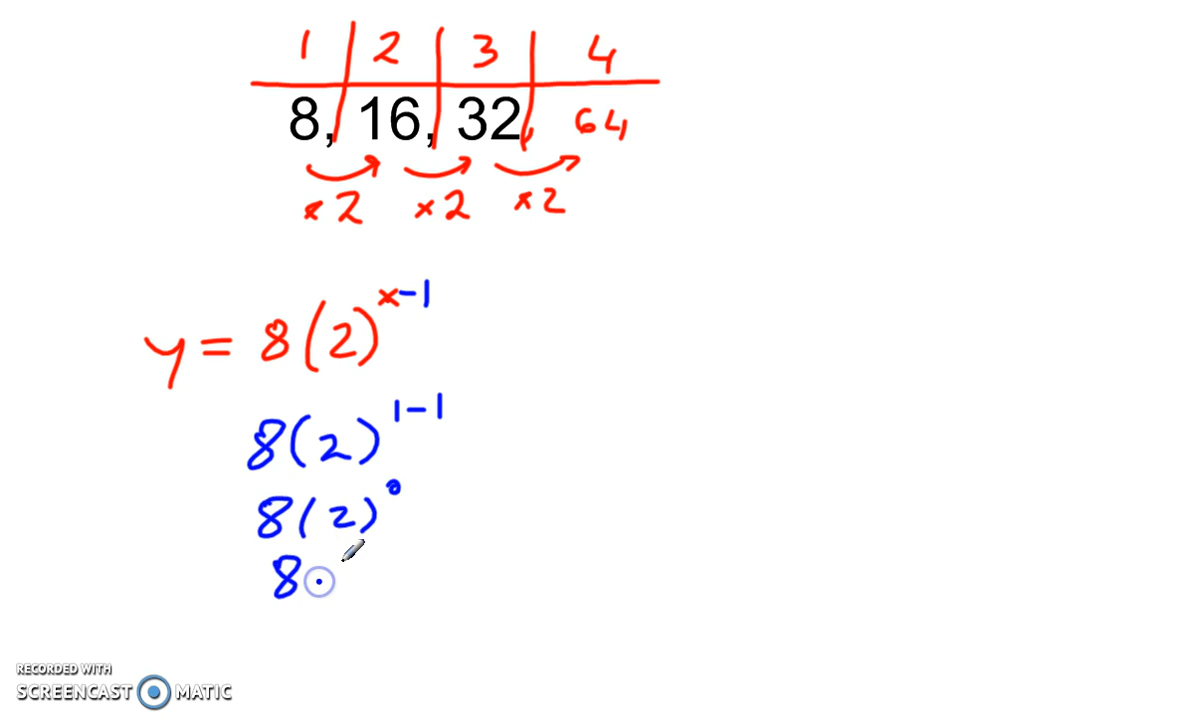 1 2 3 4
8, 16, 32, 64
×2 ×2 ×2
y = 8(2)^x-1
8(2)^1-1
8(2)^0
8 ·
RECORDED WITH
SCREENCAST MATIC